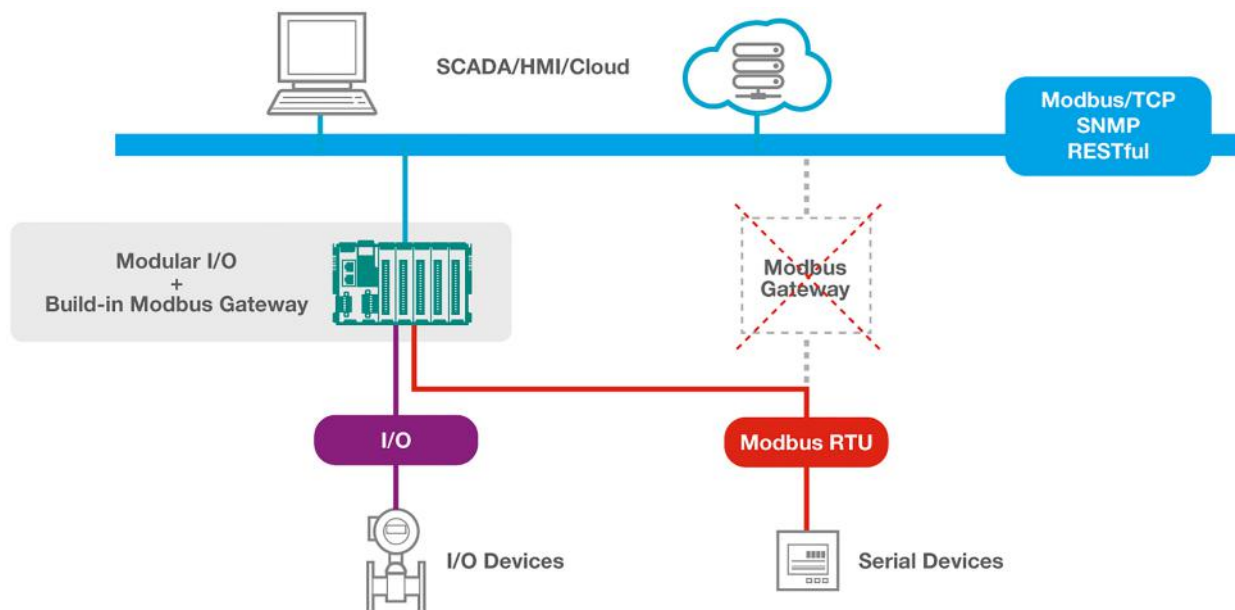 SCADA/HMI/Cloud
Modbus/TCP
SNMP
RESTful
Modular I/O
+
Build-in Modbus Gateway
Modbus
Gateway
I/O
Modbus RTU
I/O Devices
Serial Devices